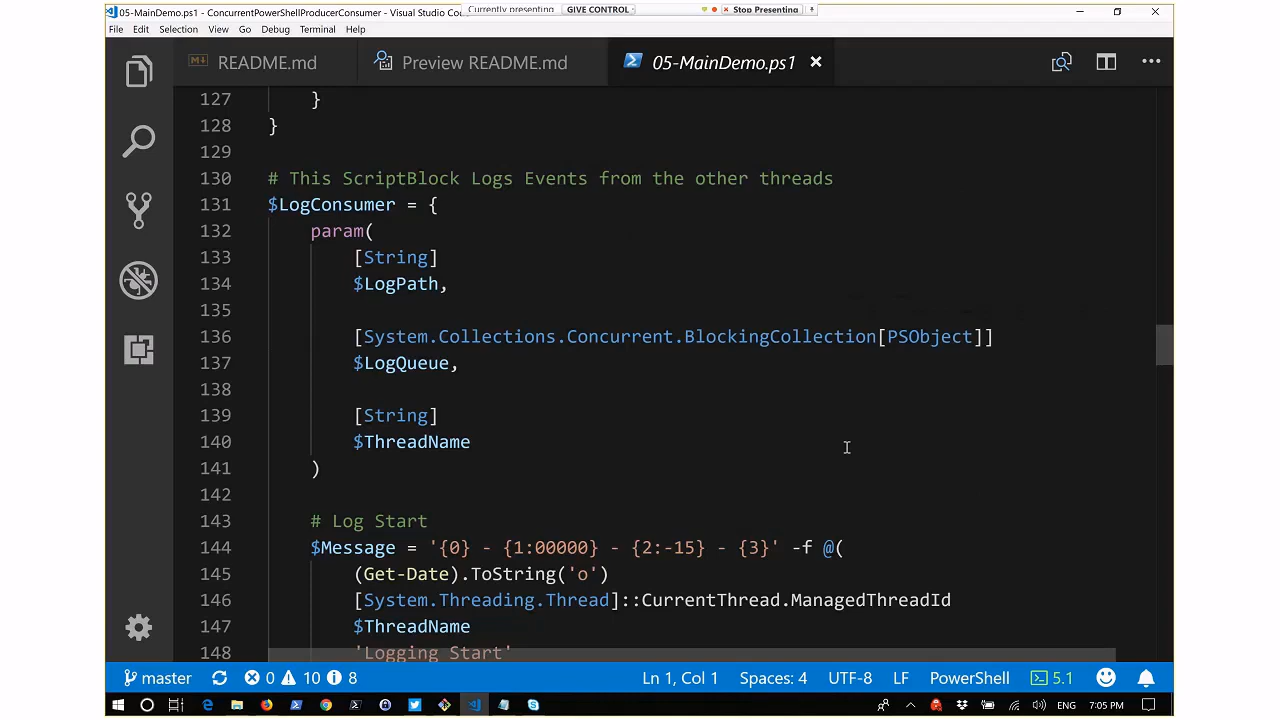 05-MainDemo.ps1 - ConcurrentPowerShellProducerConsumer - Visual Studio Cod
Currently presenting
GIVE CONTROL
Stop Presenting
File Edit Selection View Go Debug Terminal Help
README.md Preview README.md 05-MainDemo.ps1
127 }
128 }
129
130 # This ScriptBlock Logs Events from the other threads
131 $LogConsumer = {
132 param(
133 [String]
134 $LogPath,
135
136 [System.Collections.Concurrent.BlockingCollection[PSObject]]
137 $LogQueue,
138
139 [String]
140 $ThreadName
141 )
142
143 # Log Start
144 $Message = '{0} - {1:00000} - {2:-15} - {3}' -f @(
145 (Get-Date).ToString('o')
146 [System.Threading.Thread]::CurrentThread.ManagedThreadId
147 $ThreadName
148 'Logging Start'
master 0 10 8 Ln 1, Col 1 Spaces: 4 UTF-8 LF PowerShell 5.1
ENG 7:05 PM